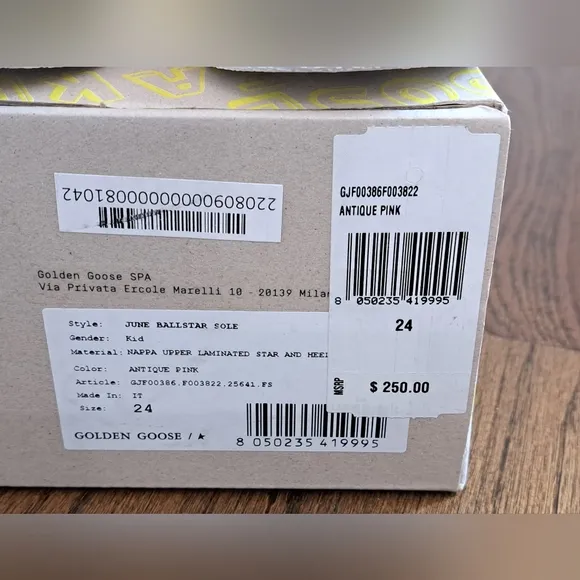 2208090000000000081042
Golden Goose SPA
Via Privata Ercole Marelli 10 - 20139 Milan
Style: JUNE BALLSTAR SOLE
Gender: Kid
Material: NAPPA UPPER LAMINATED STAR AND HEEL
Color: ANTIQUE PINK
Article: GJF00386.F003822.25641.FS
Made In: IT
Size: 24
GOLDEN GOOSE /
8 050235 419995
GJF00386F003822
ANTIQUE PINK
8 050235 419995
24
MSRP $ 250.00